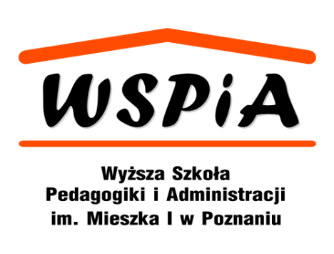 WSPiA
Wyższa Szkoła
Pedagogiki i Administracji
im. Mieszka I w Poznaniu